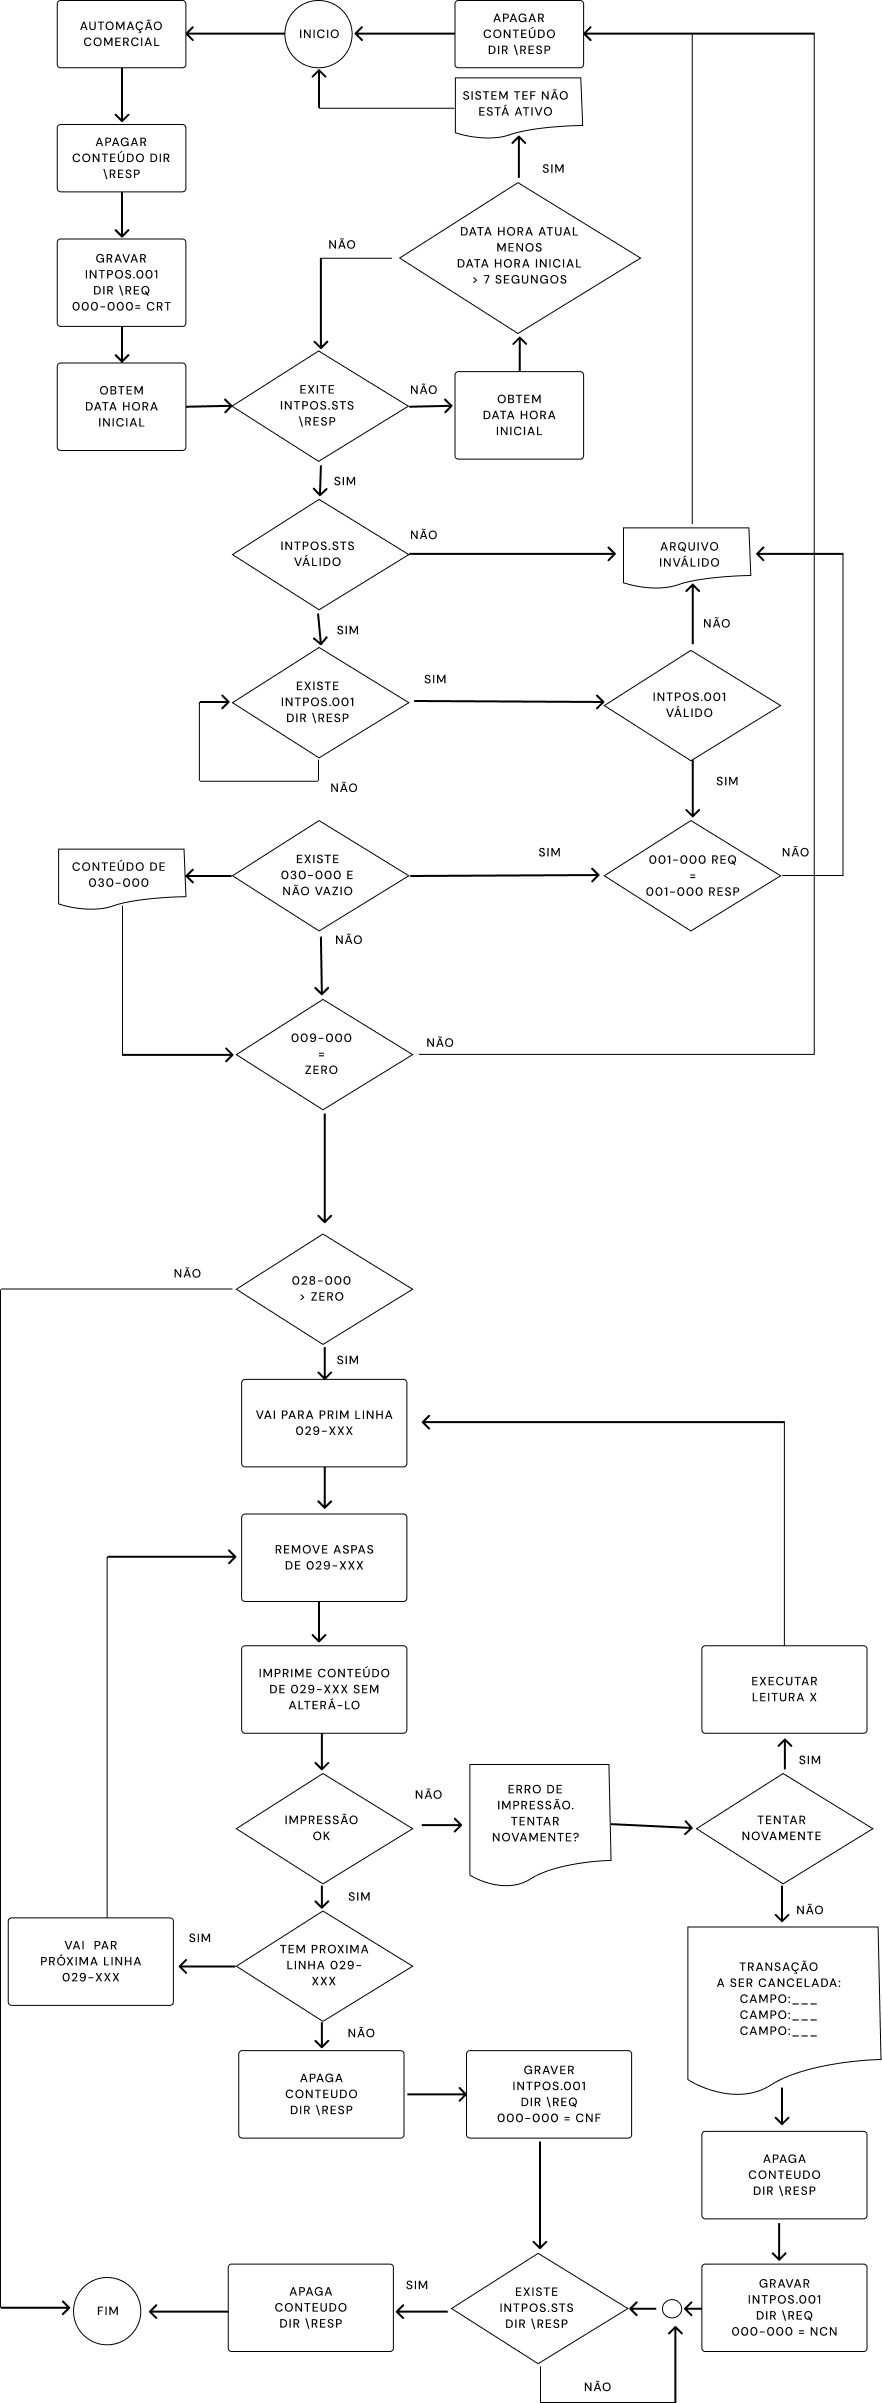 AUTOMAÇÃO
COMERCIAL
INICIO
APAGAR
CONTEÚDO
DIR \RESP
SISTEM TEF NÃO
ESTÁ ATIVO
APAGAR
CONTEÚDO DIR
\RESP
SIM
DATA HORA ATUAL
MENOS
DATA HORA INICIAL
> 7 SEGUNGOS
NÃO
GRAVAR
INTPOS.001
DIR \REQ
000-000= CRT
OBTEM
DATA HORA
INICIAL
EXITE
INTPOS.STS
\RESP
NÃO
OBTEM
DATA HORA
INICIAL
SIM
INTPOS.STS
VÁLIDO
NÃO
ARQUIVO
INVÁLIDO
SIM
NÃO
EXISTE
INTPOS.001
DIR \RESP
SIM
INTPOS.001
VÁLIDO
NÃO
SIM
CONTEÚDO DE
030-000
EXISTE
030-000 E
NÃO VAZIO
SIM
001-000 REQ
=
001-000 RESP
NÃO
NÃO
009-000
=
ZERO
NÃO
NÃO
028-000
> ZERO
SIM
VAI PARA PRIM LINHA
029-XXX
REMOVE ASPAS
DE 029-XXX
IMPRIME CONTEÚDO
DE 029-XXX SEM
ALTERÁ-LO
EXECUTAR
LEITURA X
SIM
IMPRESSÃO
OK
NÃO
ERRO DE
IMPRESSÃO.
TENTAR
NOVAMENTE?
TENTAR
NOVAMENTE
SIM
NÃO
VAI  PAR
PRÓXIMA LINHA
029-XXX
SIM
TEM PROXIMA
LINHA 029-
XXX
TRANSAÇÃO
A SER CANCELADA:
CAMPO:___
CAMPO:___
CAMPO:___
NÃO
APAGA
CONTEUDO
DIR \RESP
GRAVER
INTPOS.001
DIR \REQ
000-000 = CNF
APAGA
CONTEUDO
DIR \RESP
FIM
APAGA
CONTEUDO
DIR \RESP
SIM
EXISTE
INTPOS.STS
DIR \RESP
GRAVAR
INTPOS.001
DIR \REQ
000-000 = NCN
NÃO